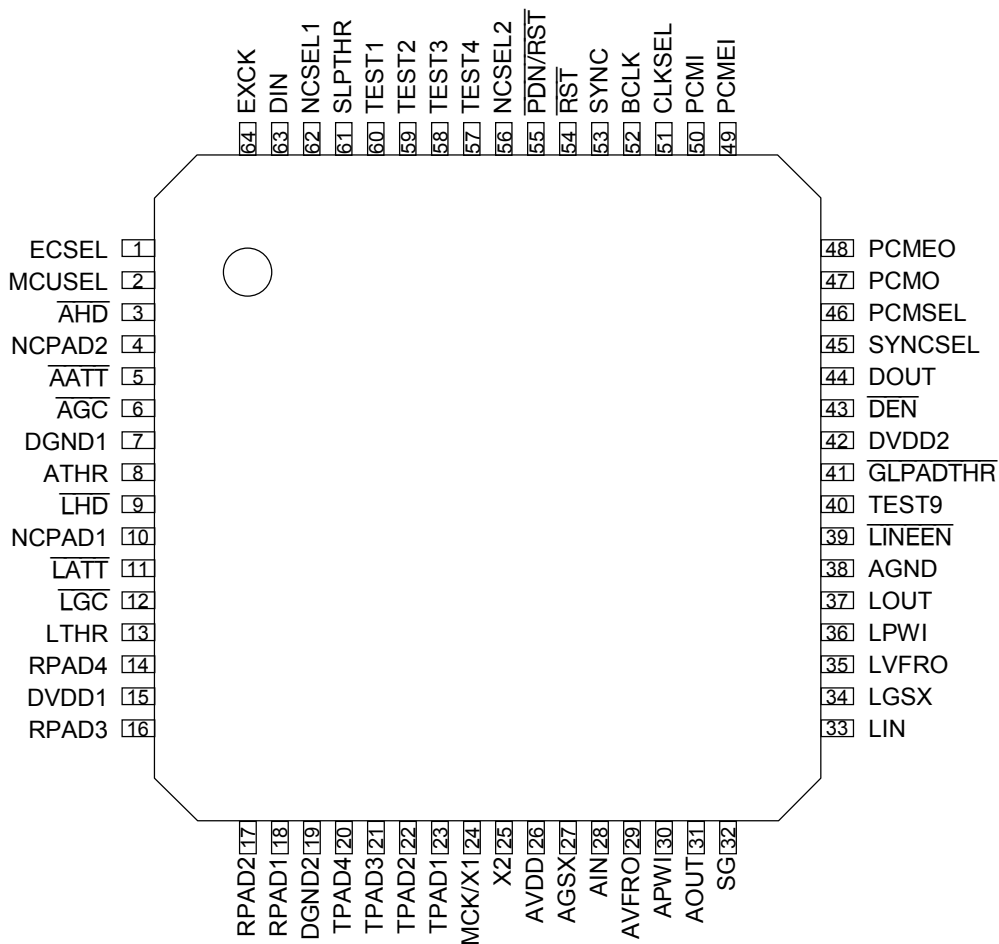 EXCK
DIN
NCSEL1
SLPTHR
TEST1
TEST2
TEST3
TEST4
NCSEL2
PDN/RST
RST
SYNC
BCLK
CLKSEL
PCMI
PCMEI
64
63
62
61
60
59
58
57
56
55
54
53
52
51
50
49
ECSEL 1
MCUSEL 2
AHD 3
NCPAD2 4
AATT 5
AGC 6
DGND1 7
ATHR 8
LHD 9
NCPAD1 10
LATT 11
LGC 12
LTHR 13
RPAD4 14
DVDD1 15
RPAD3 16
48 PCMEO
47 PCMO
46 PCMSEL
45 SYNCSEL
44 DOUT
43 DEN
42 DVDD2
41 GLPADTHR
40 TEST9
39 LINEEN
38 AGND
37 LOUT
36 LPWI
35 LVFRO
34 LGSX
33 LIN
17
18
19
20
21
22
23
24
25
26
27
28
29
30
31
32
RPAD2
RPAD1
DGND2
TPAD4
TPAD3
TPAD2
TPAD1
MCK/X1
X2
AVDD
AGSX
AIN
AVFRO
APWI
AOUT
SG